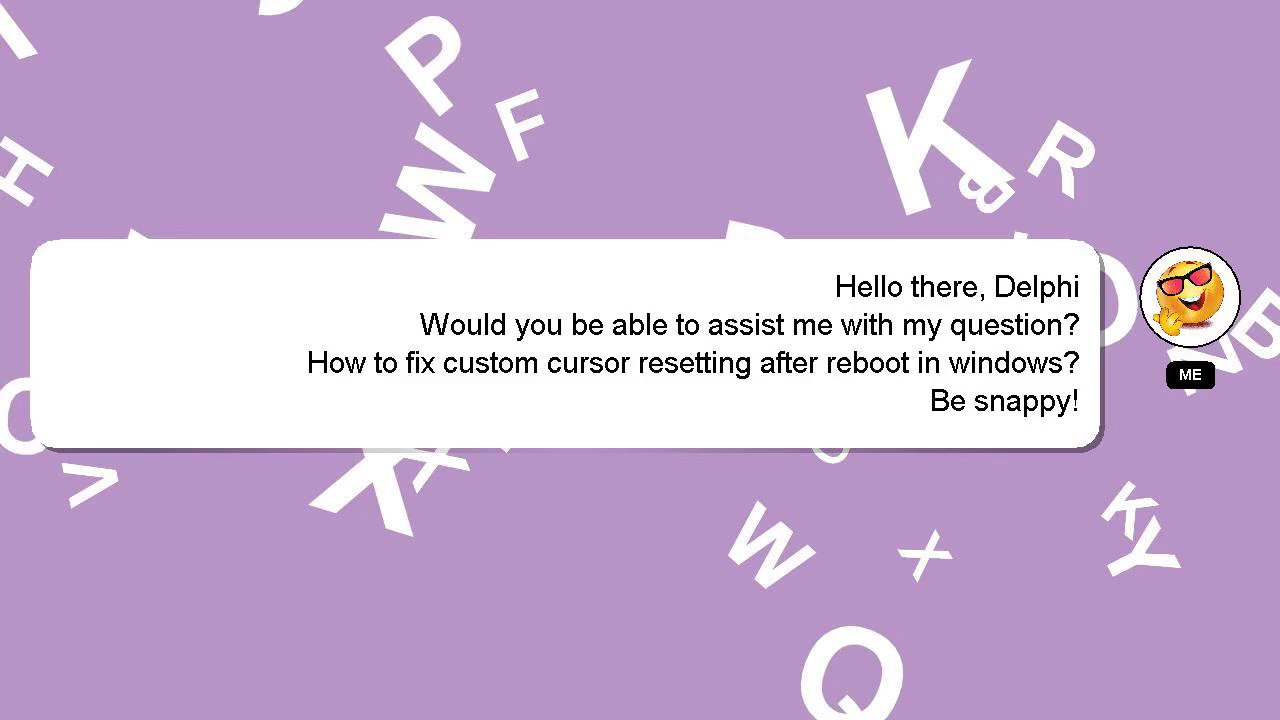 Hello there, Delphi
Would you be able to assist me with my question?
How to fix custom cursor resetting after reboot in windows?
Be snappy!
ME